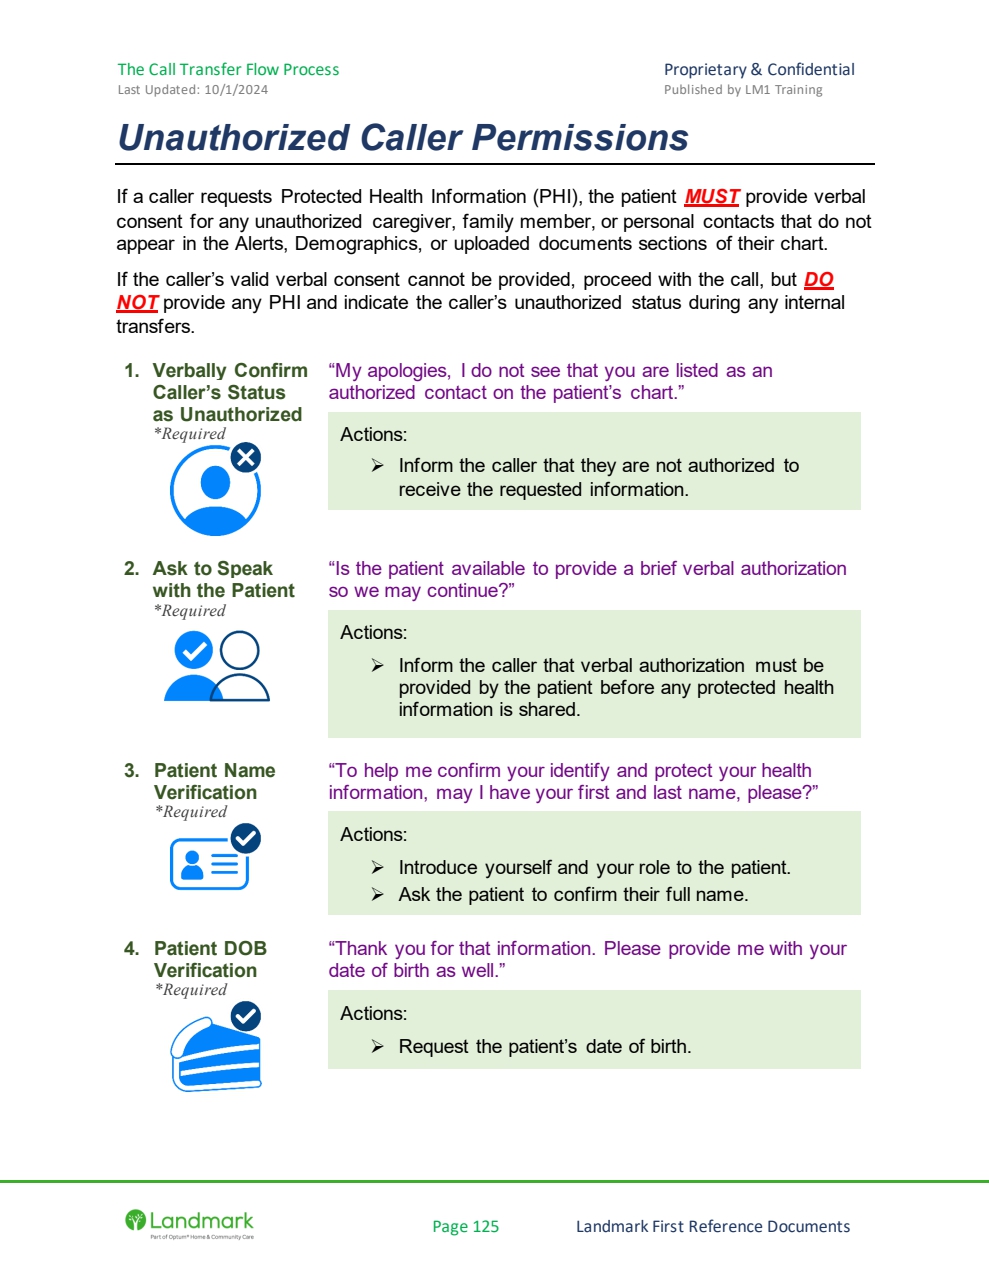 The Call Transfer Flow Process
Proprietary & Confidential
Last Updated: 10/1/2024
Published by LM1 Training
Unauthorized Caller Permissions
If a caller requests Protected Health Information (PHI), the patient MUST provide verbal
consent for any unauthorized caregiver, family member, or personal contacts that do not
appear in the Alerts, Demographics, or uploaded documents sections of their chart.
If the caller’s valid verbal consent cannot be provided, proceed with the call, but DO
NOT provide any PHI and indicate the caller’s unauthorized status during any internal
transfers.
1. Verbally Confirm
Caller’s Status
as Unauthorized
*Required
“My apologies, I do not see that you are listed as an
authorized contact on the patient’s chart.”
Actions:
➢ Inform the caller that they are not authorized to
receive the requested information.
2. Ask to Speak
with the Patient
*Required
“Is the patient available to provide a brief verbal authorization
so we may continue?”
Actions:
➢ Inform the caller that verbal authorization must be
provided by the patient before any protected health
information is shared.
3. Patient Name
Verification
*Required
“To help me confirm your identify and protect your health
information, may I have your first and last name, please?”
Actions:
➢ Introduce yourself and your role to the patient.
➢ Ask the patient to confirm their full name.
4. Patient DOB
Verification
*Required
“Thank you for that information. Please provide me with your
date of birth as well.”
Actions:
➢ Request the patient’s date of birth.
Landmark
Part of Optum® Home & Community Care
Page 125
Landmark First Reference Documents